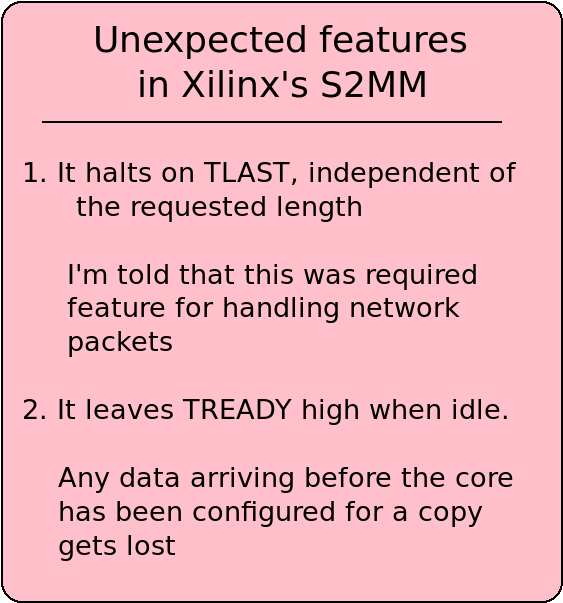 Unexpected features
in Xilinx's S2MM
1. It halts on TLAST, independent of
the requested length
I'm told that this was required
feature for handling network
packets
2. It leaves TREADY high when idle.
Any data arriving before the core
has been configured for a copy
gets lost